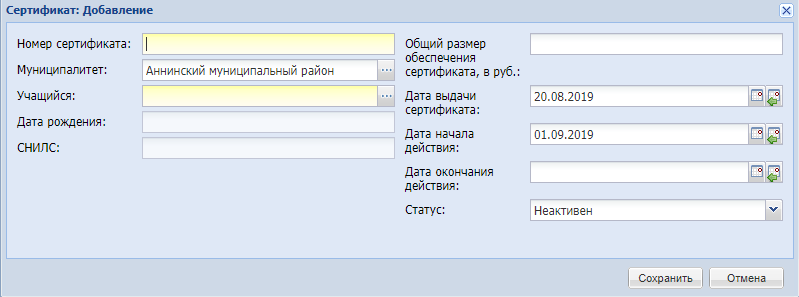 Сертификат: Добавление
Номер сертификата:
Муниципалитет: Аннинский муниципальный район
Учащийся:
Дата рождения:
СНИЛС:
Общий размер
обеспечения
сертификата, в руб.:
Дата выдачи
сертификата: 20.08.2019
Дата начала
действия: 01.09.2019
Дата окончания
действия:
Статус: Неактивен
Сохранить Отмена